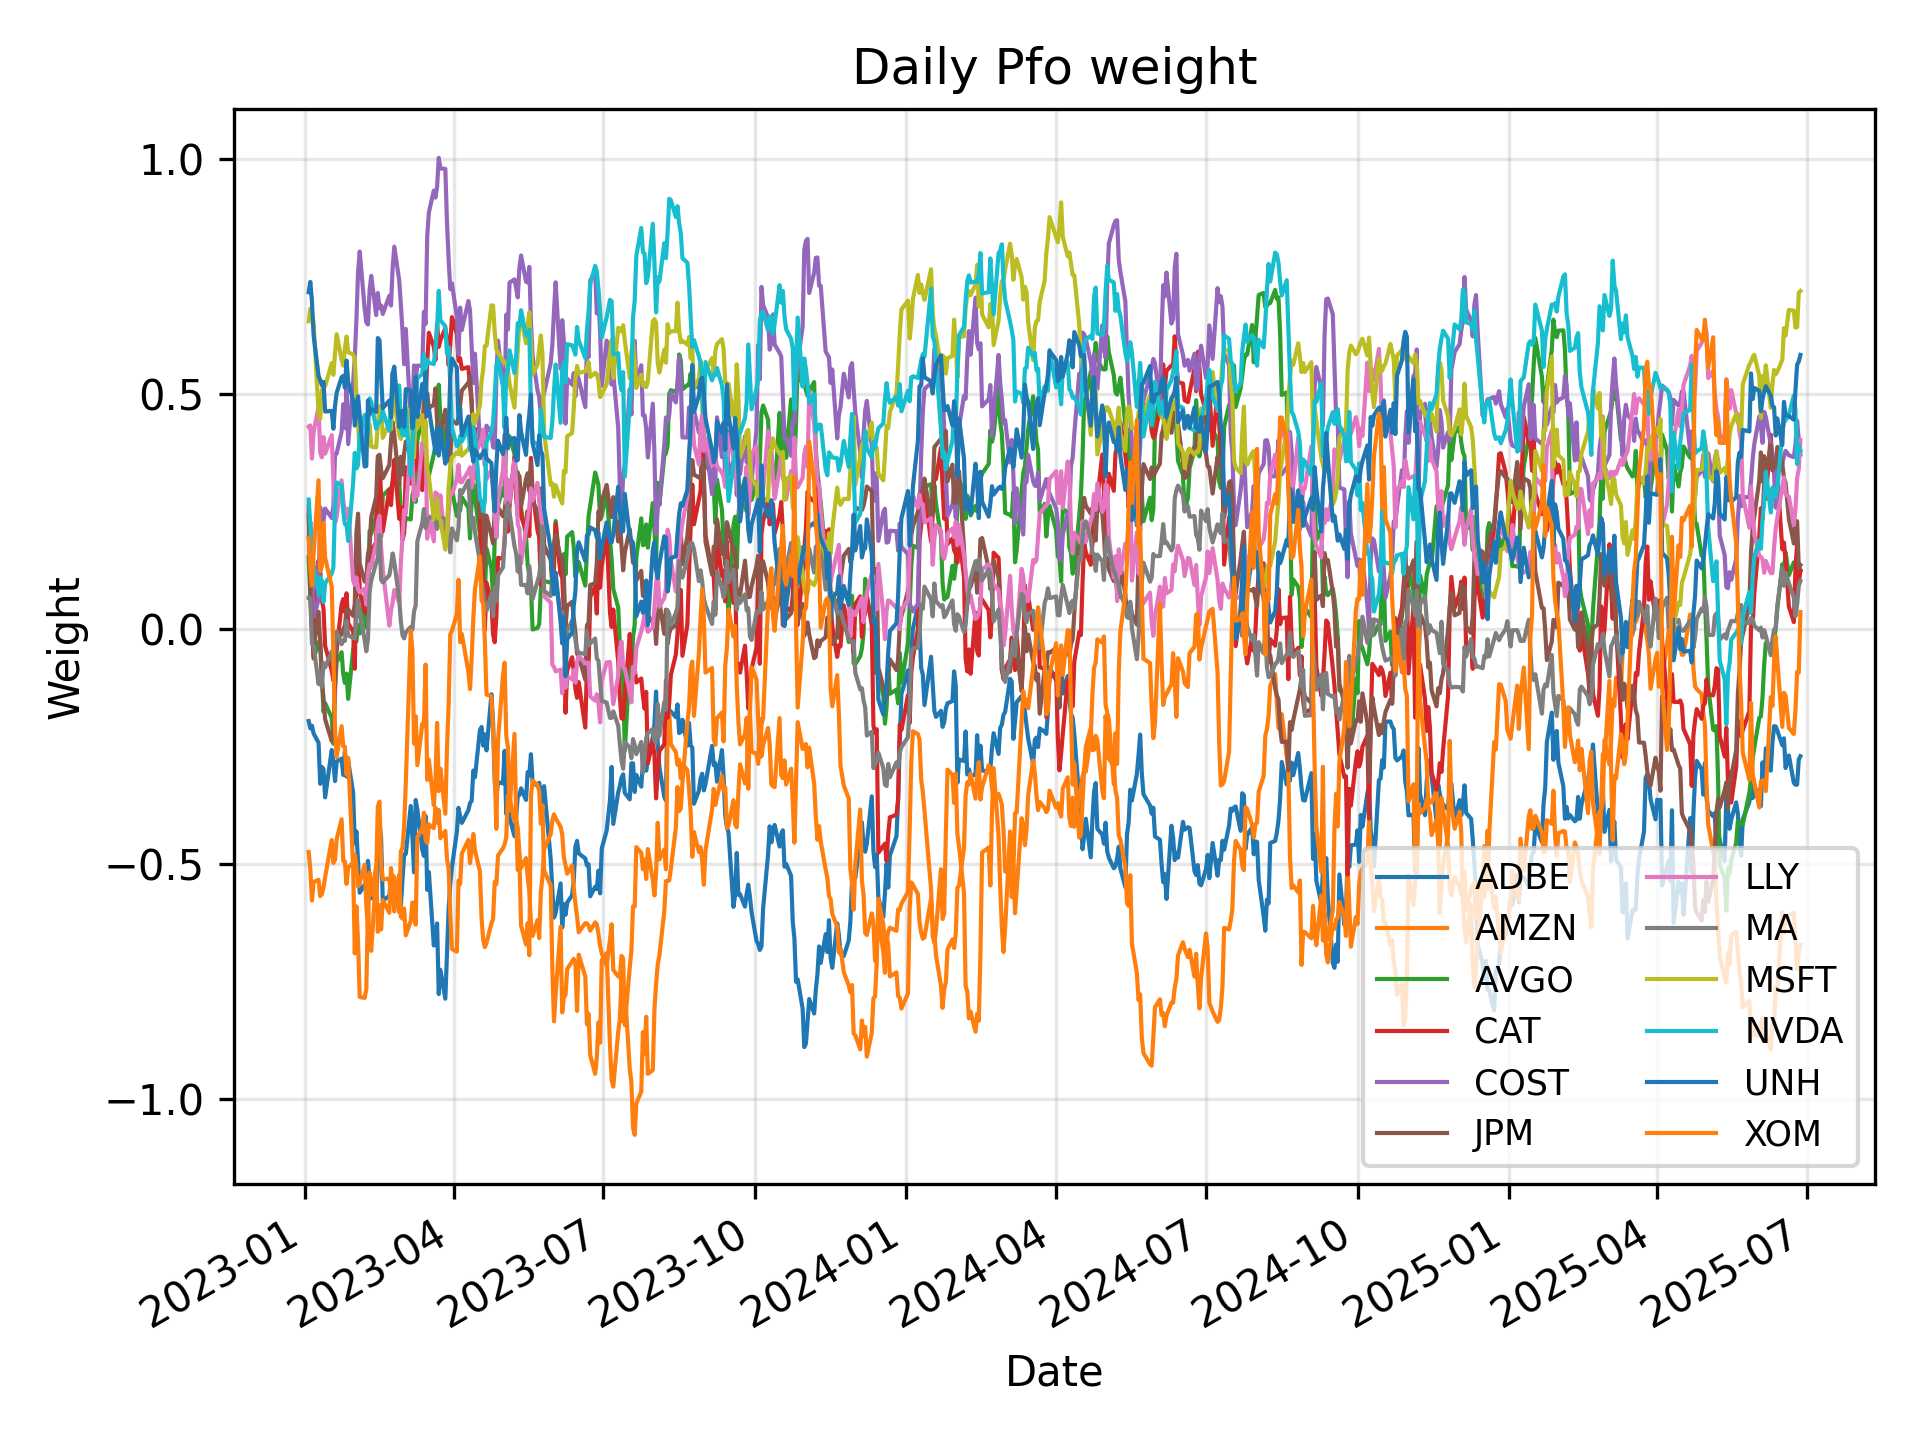 Daily Pfo weight
Weight
1.0
0.5
0.0
−0.5
−1.0
ADBE
AMZN
AVGO
CAT
COST
JPM
LLY
MA
MSFT
NVDA
UNH
XOM
2023-01
2023-04
2023-07
2023-10
2024-01
2024-04
2024-07
2024-10
2025-01
2025-04
2025-07
Date